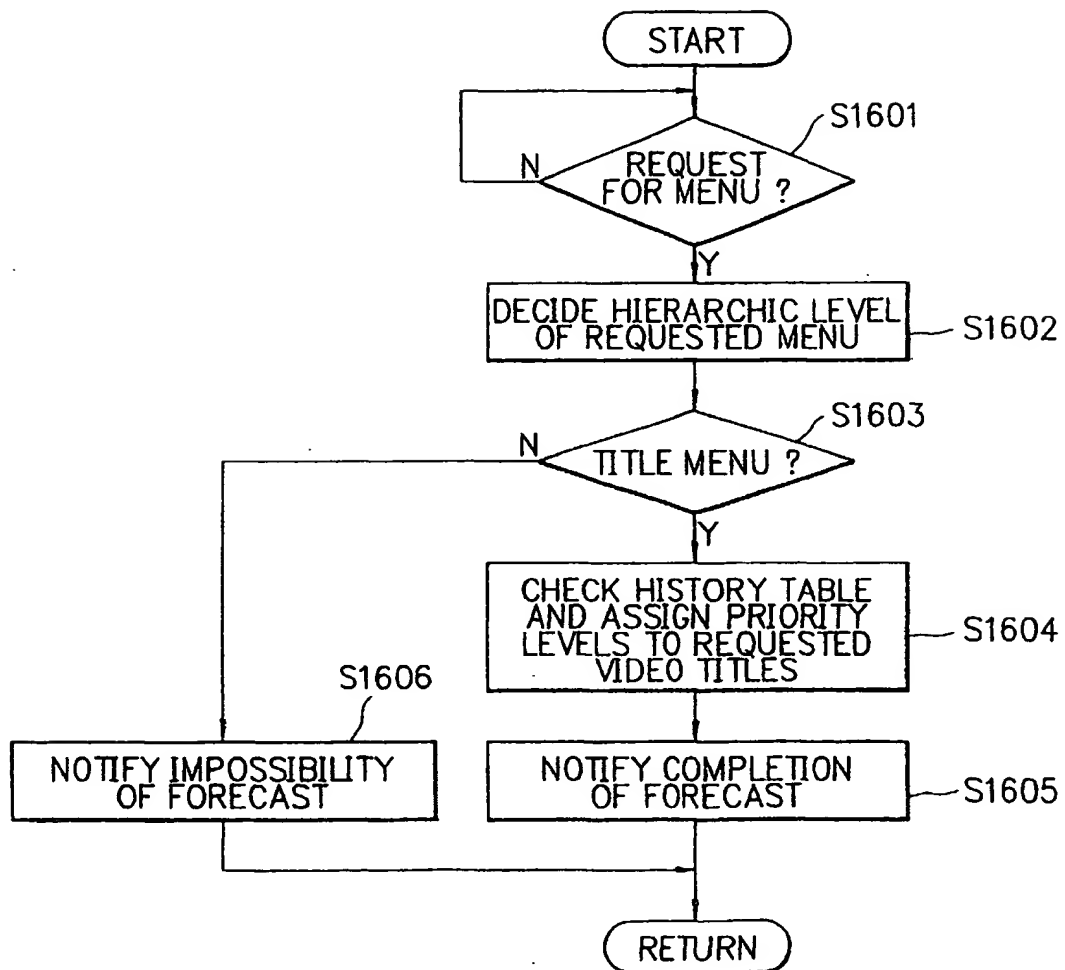 START
S1601
N
REQUEST
FOR MENU ?
Y
DECIDE HIERARCHIC LEVEL
OF REQUESTED MENU
S1602
S1603
N
TITLE MENU ?
Y
CHECK HISTORY TABLE
AND ASSIGN PRIORITY
LEVELS TO REQUESTED
VIDEO TITLES
S1604
S1606
NOTIFY IMPOSSIBILITY
OF FORECAST
NOTIFY COMPLETION
OF FORECAST
S1605
RETURN